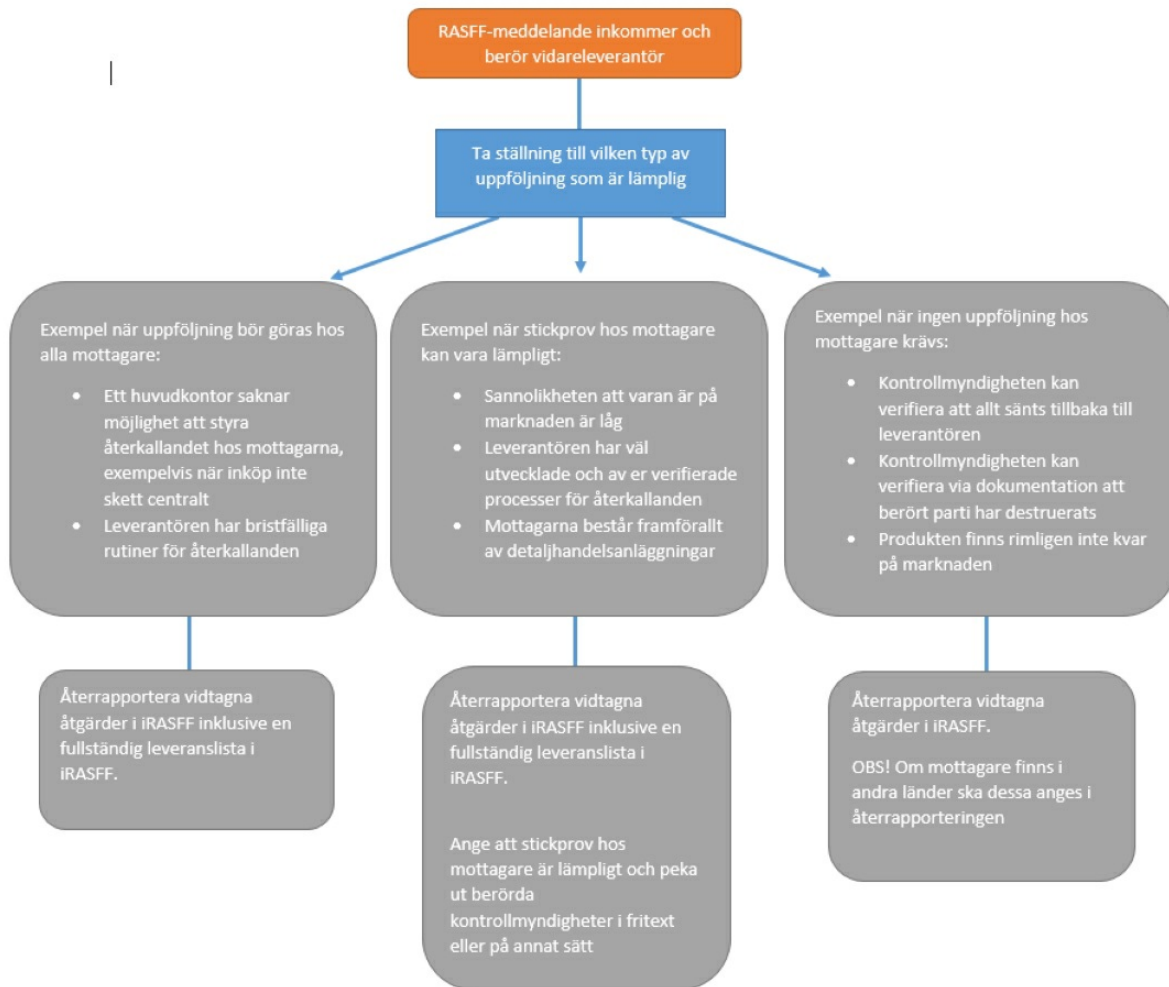 RASFF-meddelande inkommer och
berör vidareleverantör
Ta ställning till vilken typ av
uppföljning som är lämplig
Exempel när uppföljning bör göras hos
alla mottagare:
• Ett huvudkontor saknar
möjlighet att styra
återkallandet hos mottagarna,
exempelvis när inköp inte
skett centralt
• Leverantören har bristfälliga
rutiner för återkallanden
Exempel när stickprov hos mottagare
kan vara lämpligt:
• Sannolikheten att varan är på
marknaden är låg
• Leverantören har väl
utvecklade och av er verifierade
processer för återkallanden
• Mottagarna består framförallt
av detaljhandelsanläggningar
Exempel när ingen uppföljning hos
mottagare krävs:
• Kontrollmyndigheten kan
verifiera att allt sänts tillbaka till
leverantören
• Kontrollmyndigheten kan
verifiera via dokumentation att
berört parti har destruerats
• Produkten finns rimligen inte kvar
på marknaden
Återrapportera vidtagna
åtgärder i iRASFF inklusive en
fullständig leveranslista i
iRASFF.
Återrapportera vidtagna
åtgärder i iRASFF inklusive en
fullständig leveranslista i
iRASFF.
Ange att stickprov hos
mottagare är lämpligt och peka
ut berörda
kontrollmyndigheter i fritext
eller på annat sätt
Återrapportera vidtagna
åtgärder i iRASFF.
OBS! Om mottagare finns i
andra länder ska dessa anges i
återrapporteringen